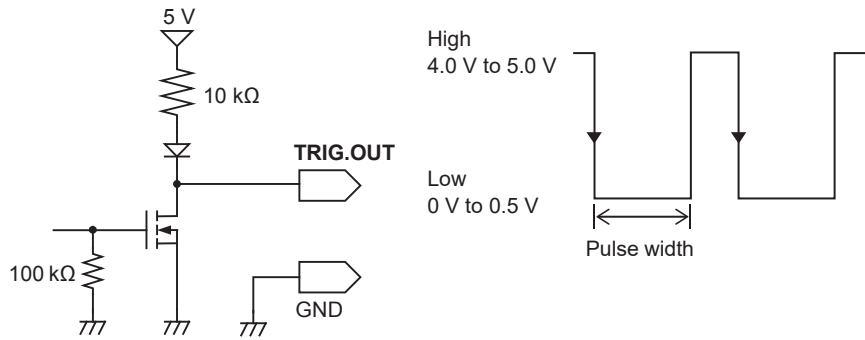 5 V
10 kΩ
TRIG.OUT
100 kΩ
GND
High
4.0 V to 5.0 V
Low
0 V to 0.5 V
Pulse width